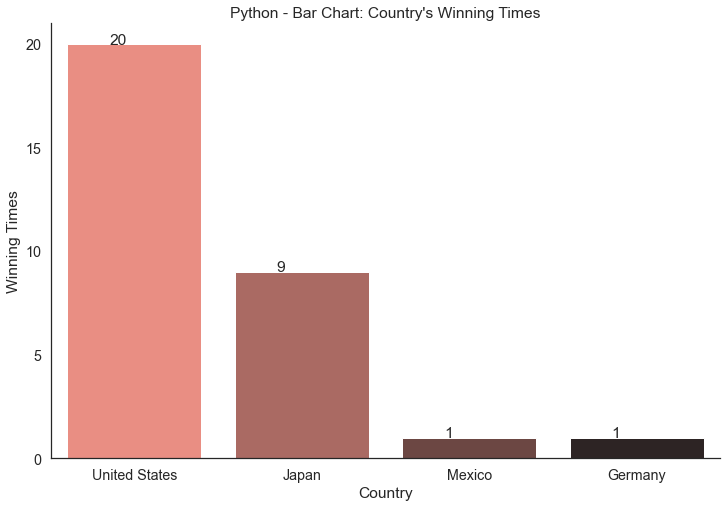 Python - Bar Chart: Country's Winning Times
Winning Times
20
15
10
5
0
20
9
1
1
United States
Japan
Mexico
Germany
Country